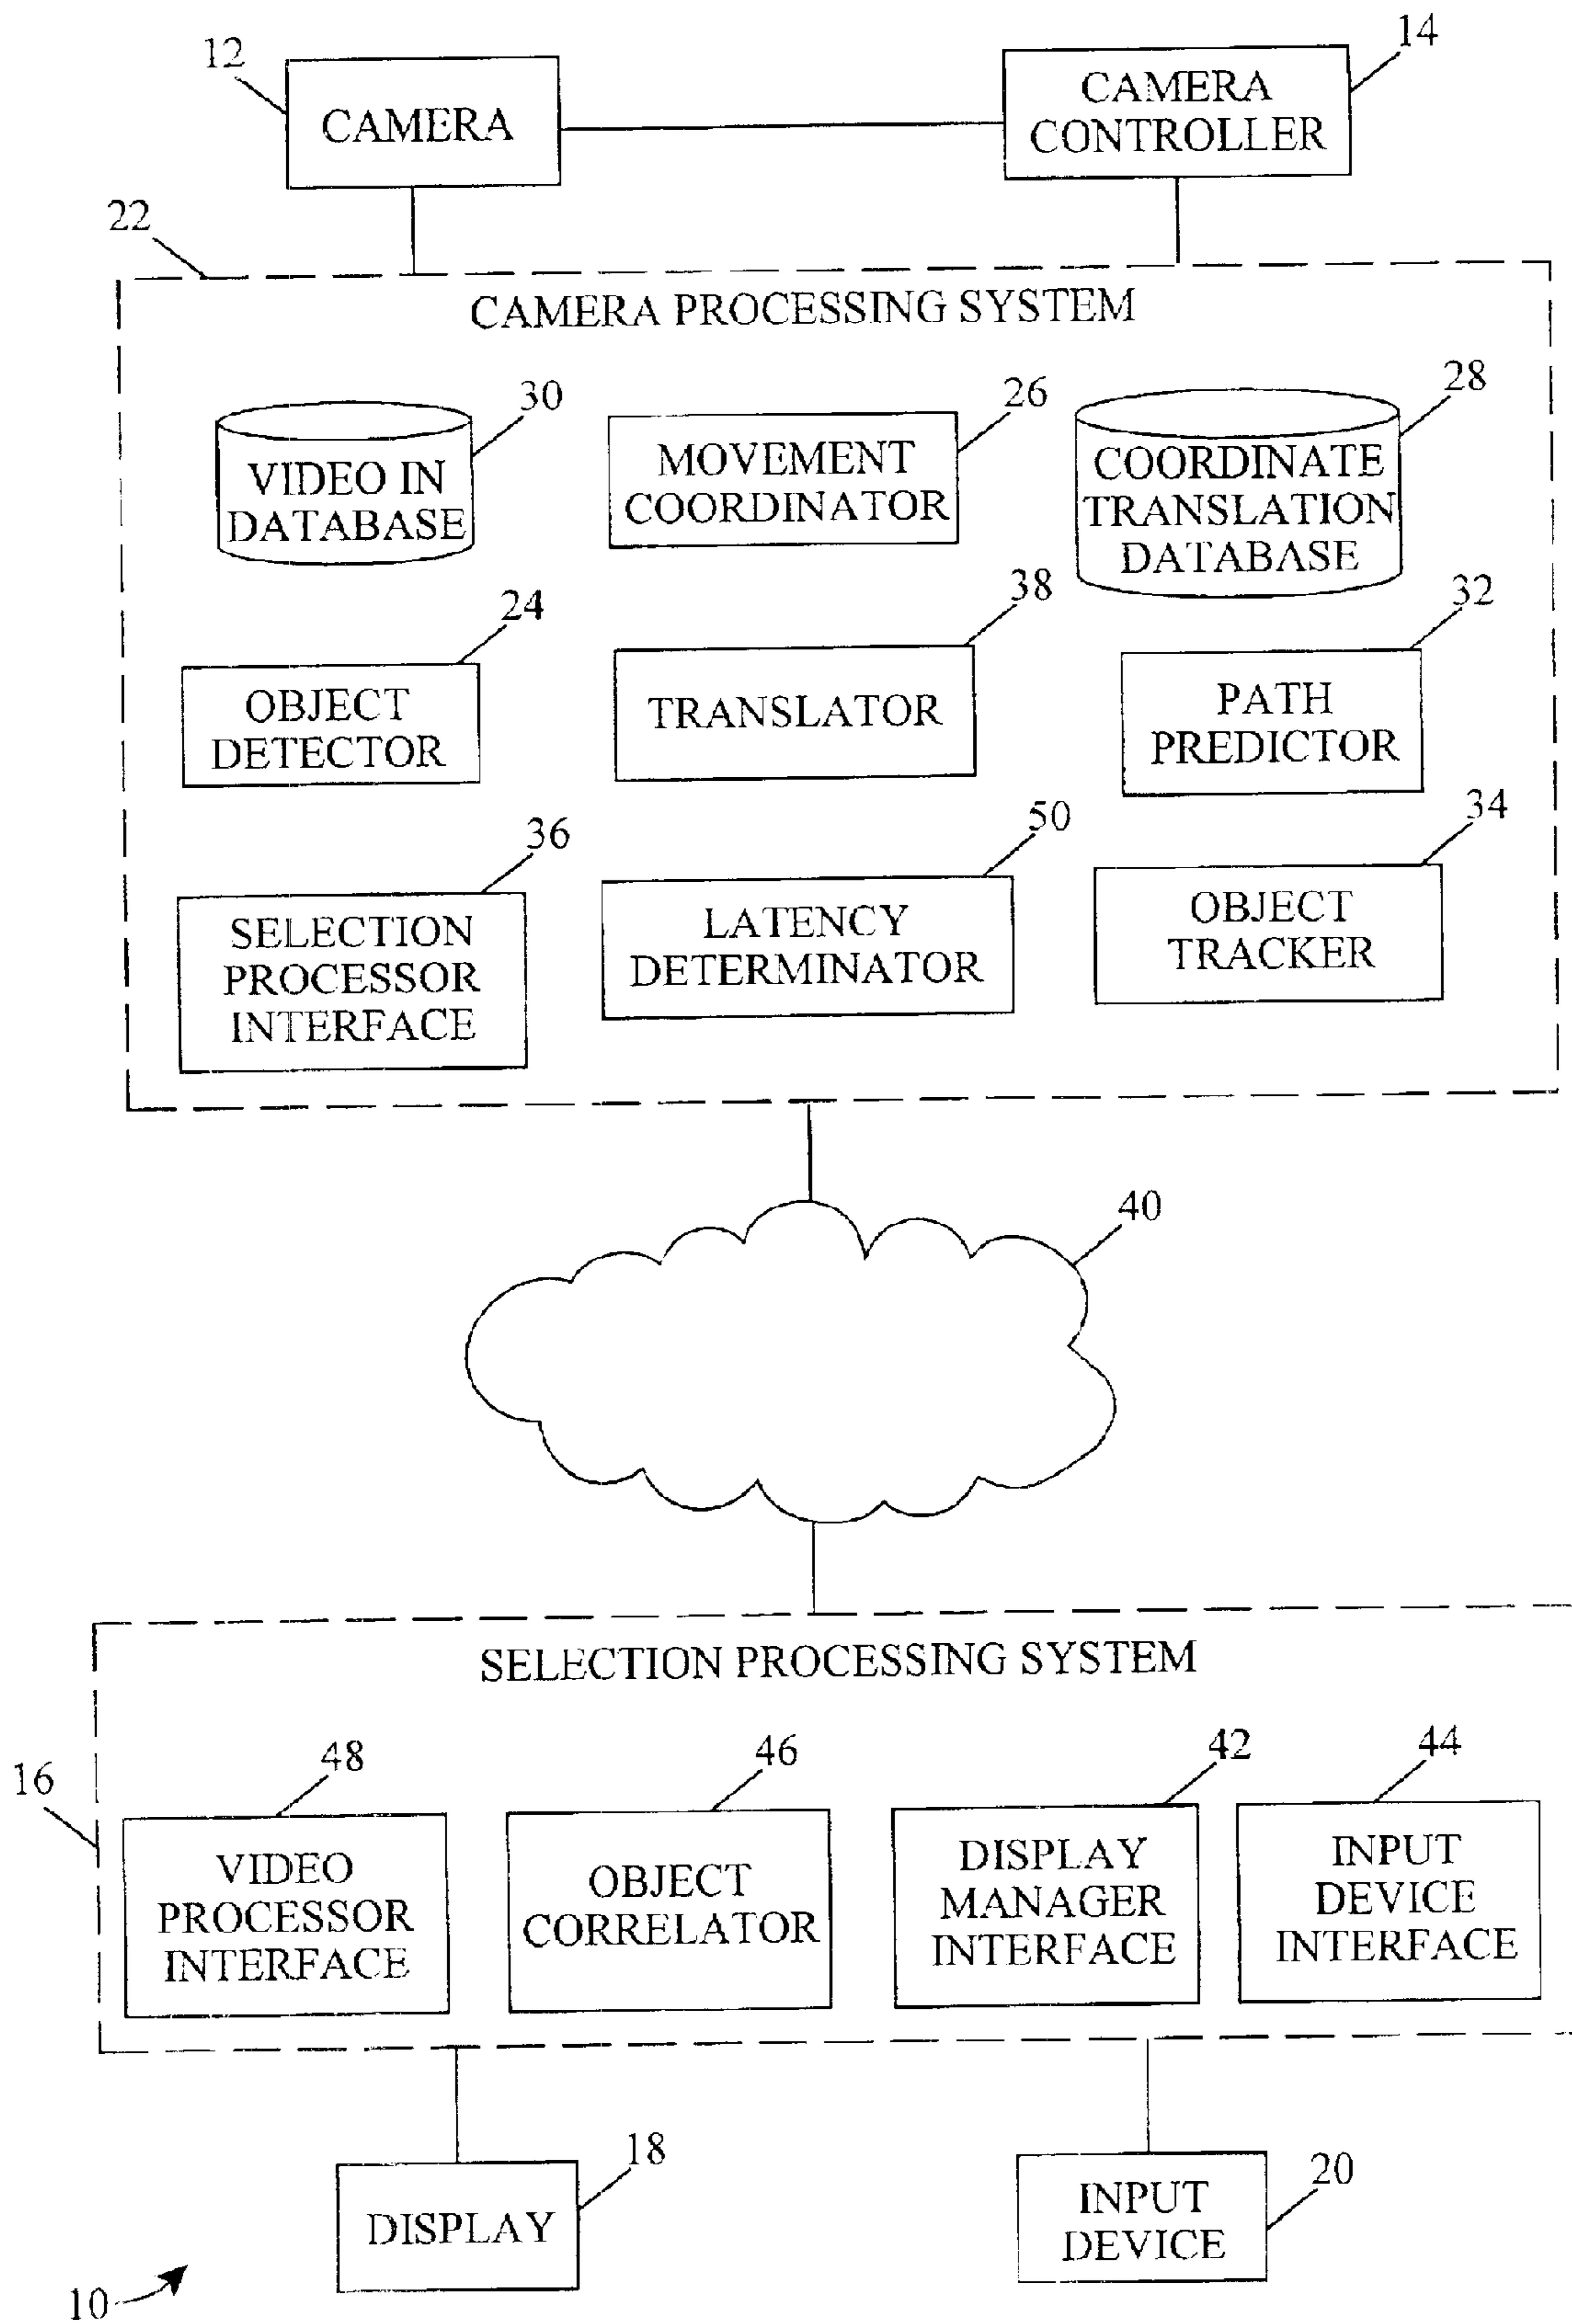 12
CAMERA
14
CAMERA
CONTROLLER
22
CAMERA PROCESSING SYSTEM
30
VIDEO IN
DATABASE
26
MOVEMENT
COORDINATOR
28
COORDINATE
TRANSLATION
DATABASE
24
OBJECT
DETECTOR
38
TRANSLATOR
32
PATH
PREDICTOR
36
SELECTION
PROCESSOR
INTERFACE
50
LATENCY
DETERMINATOR
34
OBJECT
TRACKER
40
SELECTION PROCESSING SYSTEM
16
48
VIDEO
PROCESSOR
INTERFACE
46
OBJECT
CORRELATOR
42
DISPLAY
MANAGER
INTERFACE
44
INPUT
DEVICE
INTERFACE
18
DISPLAY
20
INPUT
DEVICE
10